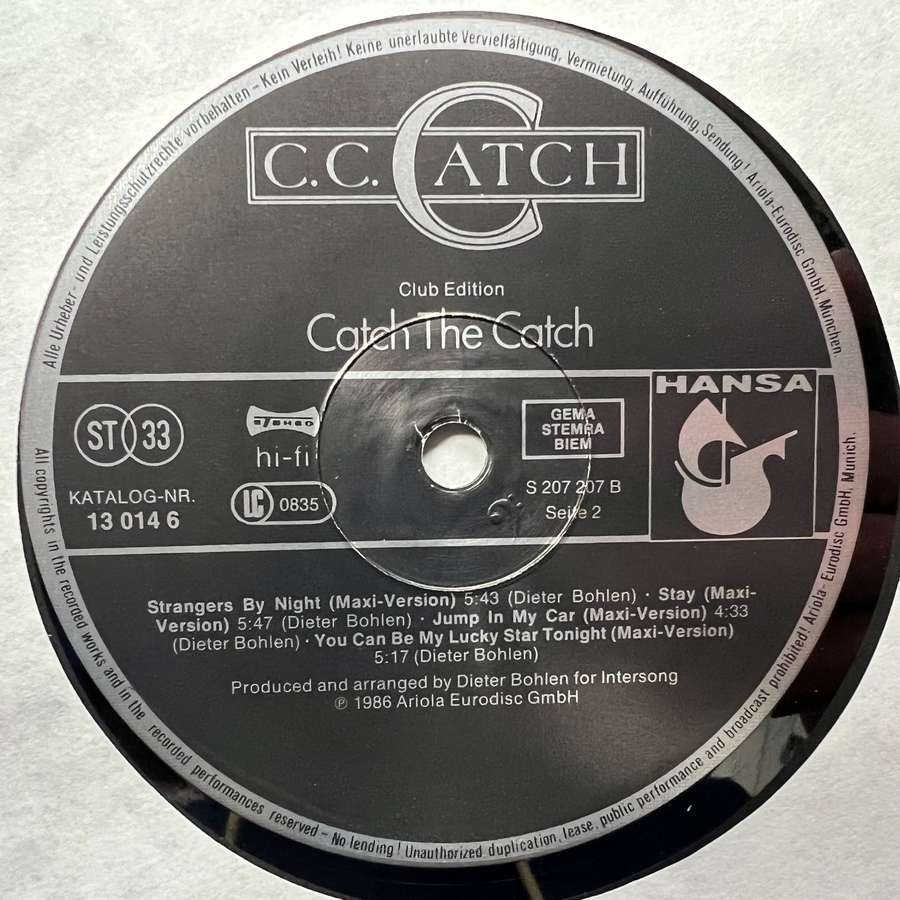 Alle Urheber- und Leistungsschutzrechte vorbehalten – Kein Verleih! Keine unerlaubte Vervielfältigung, Vermietung, Aufführung, Sendung! Ariola-Eurodisc GmbH, München.
C.C.CATCH
Club Edition
Catch The Catch
ST 33
STEREO
hi-fi
KATALOG-NR.
13 014 6
LC 0835
GEMA
STEMRA
BIEM
S 207 207 B
Seite 2
HANSA
Strangers By Night (Maxi-Version) 5:43 (Dieter Bohlen) · Stay (Maxi-
Version) 5:47 (Dieter Bohlen) · Jump In My Car (Maxi-Version) 4:33
(Dieter Bohlen) · You Can Be My Lucky Star Tonight (Maxi-Version)
5:17 (Dieter Bohlen)
Produced and arranged by Dieter Bohlen for Intersong
℗ 1986 Ariola Eurodisc GmbH
All copyrights in the recorded works and in the recorded performances reserved – No lending! Unauthorized duplication, lease, public performance and broadcast prohibited! Ariola-Eurodisc GmbH, Munich.